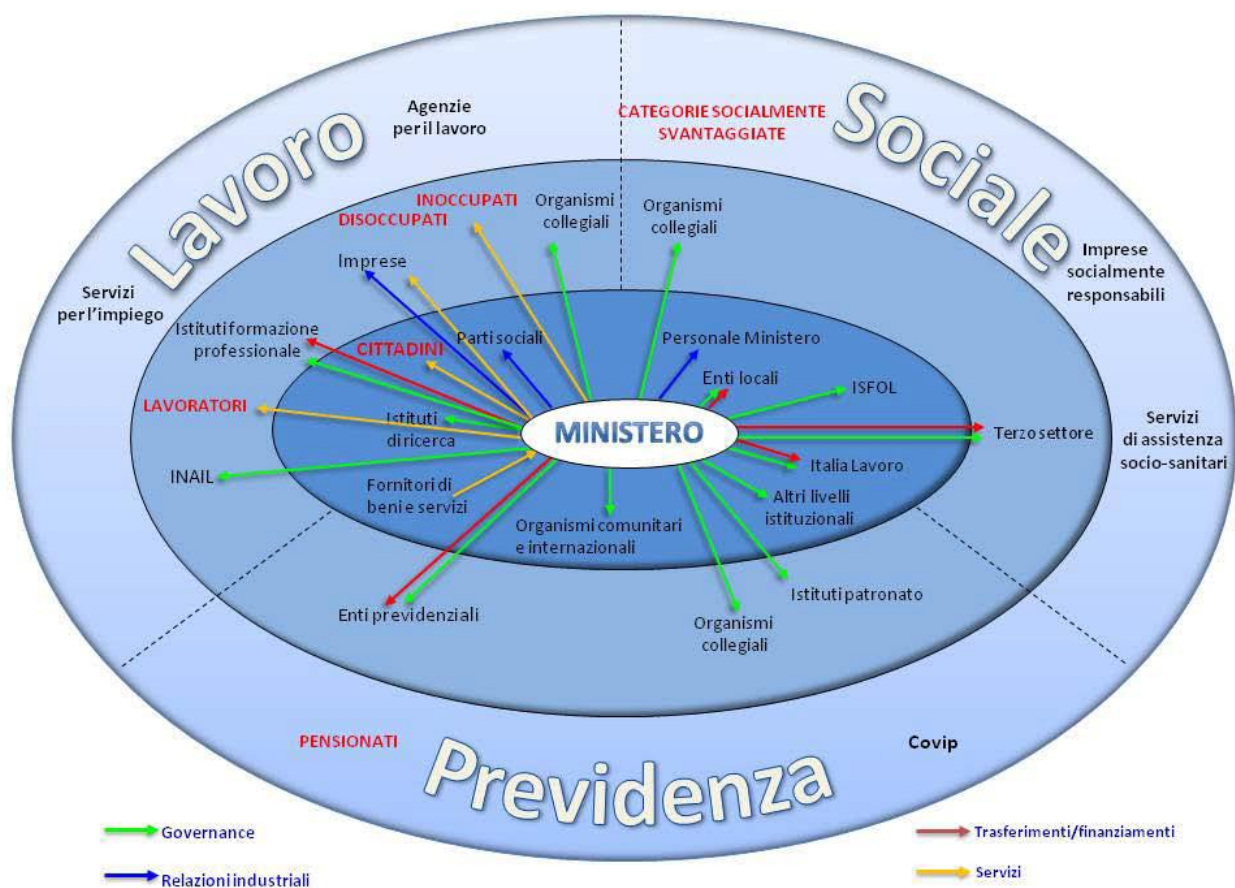 Lavoro
Sociale
Previdenza
Agenzie
per il lavoro
CATEGORIE SOCIALMENTE
SVANTAGGIATE
INOCCUPATI
DISOCCUPATI
Organismi
collegiali
Organismi
collegiali
Imprese
Imprese
socialmente
responsabili
Servizi
per l'impiego
Istituti formazione
professionale
Parti sociali
Personale Ministero
CITTADINI
Enti locali
ISFOL
LAVORATORI
Istituti
di ricerca
MINISTERO
Terzo settore
Servizi
di assistenza
socio-sanitari
INAIL
Fornitori di
beni e servizi
Italia Lavoro
Altri livelli
istituzionali
Organismi comunitari
e internazionali
Istituti patronato
Enti previdenziali
Organismi
collegiali
PENSIONATI
Covip
Governance
Trasferimenti/finanziamenti
Relazioni industriali
Servizi